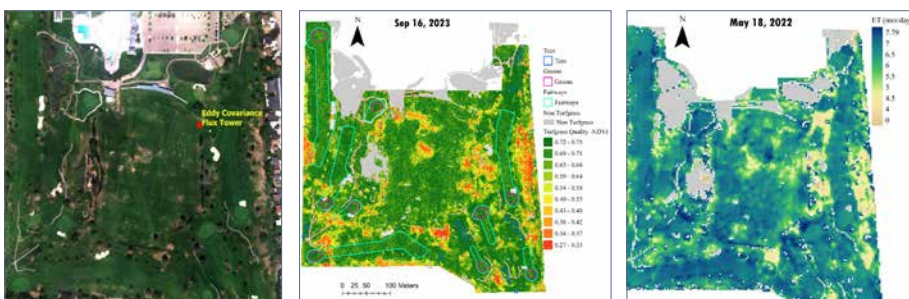 Eddy Covariance
Flux Tower
Sep 16, 2023
N
Tees
Tees
Greens
Greens
Fairways
Fairways
Non Turfgrass
Non Turfgrass
Turfgrass Quality -NDVI
0.72 - 0.75
0.69 - 0.71
0.65 - 0.68
0.59 - 0.64
0.54 - 0.58
0.49 - 0.53
0.43 - 0.48
0.38 - 0.42
0.34 - 0.37
0.27 - 0.33
0 25 50 100 Meters
May 18, 2022
N
ET (mm/day)
7.79
6
5.5
5
4.5
4
0